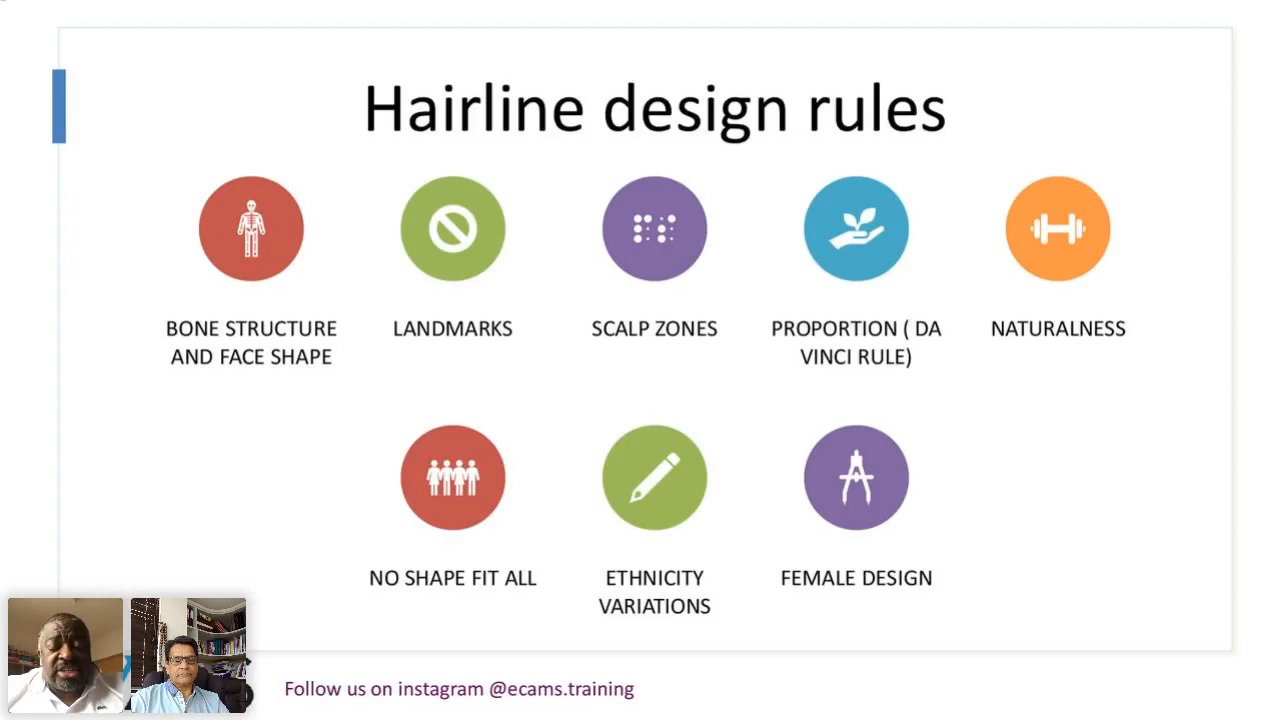 Hairline design rules
BONE STRUCTURE
AND FACE SHAPE
LANDMARKS
SCALP ZONES
PROPORTION ( DA
VINCI RULE)
NATURALNESS
NO SHAPE FIT ALL
ETHNICITY
VARIATIONS
FEMALE DESIGN
Follow us on instagram @ecams.training